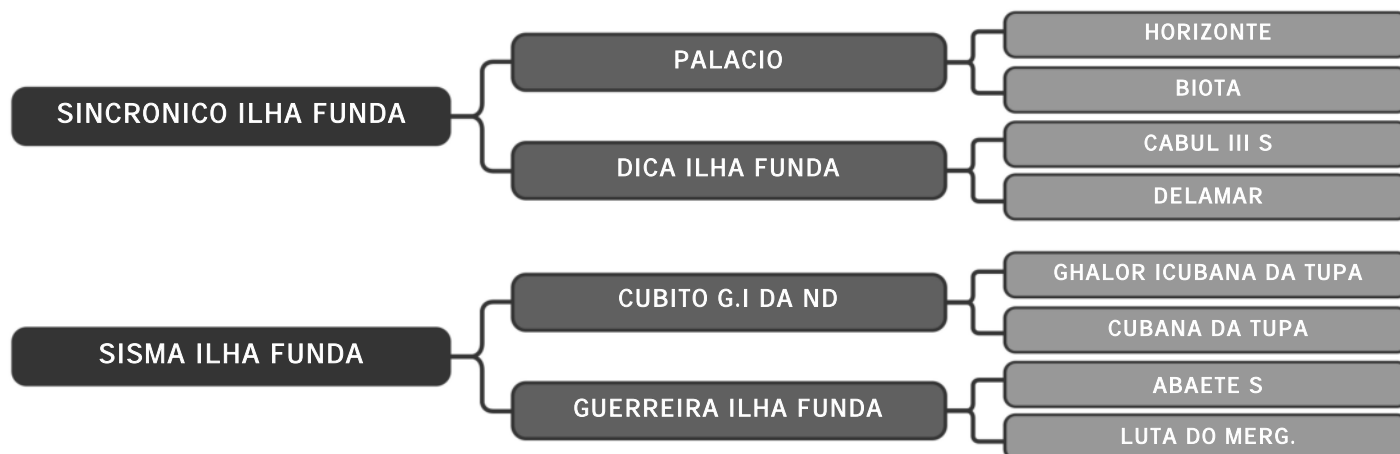 SINCRONICO ILHA FUNDA
PALACIO
HORIZONTE
BIOTA
DICA ILHA FUNDA
CABUL III S
DELAMAR
SISMA ILHA FUNDA
CUBITO G.I DA ND
GHALOR ICUBANA DA TUPA
CUBANA DA TUPA
GUERREIRA ILHA FUNDA
ABAETE S
LUTA DO MERG.